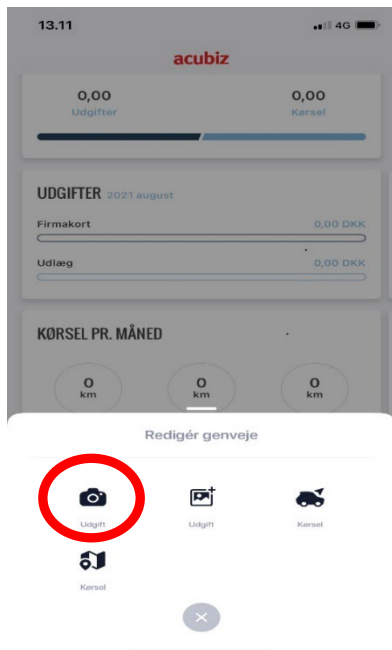 13.11 4G
acubiz
0,00 0,00
Udgifter Kørsel
UDGIFTER 2021 august
Firmakort 0,00 DKK
Udlæg 0,00 DKK
KØRSEL PR. MÅNED
0 0 0
km km km
Redigér genveje
Udgift Udgift Kørsel
Kørsel